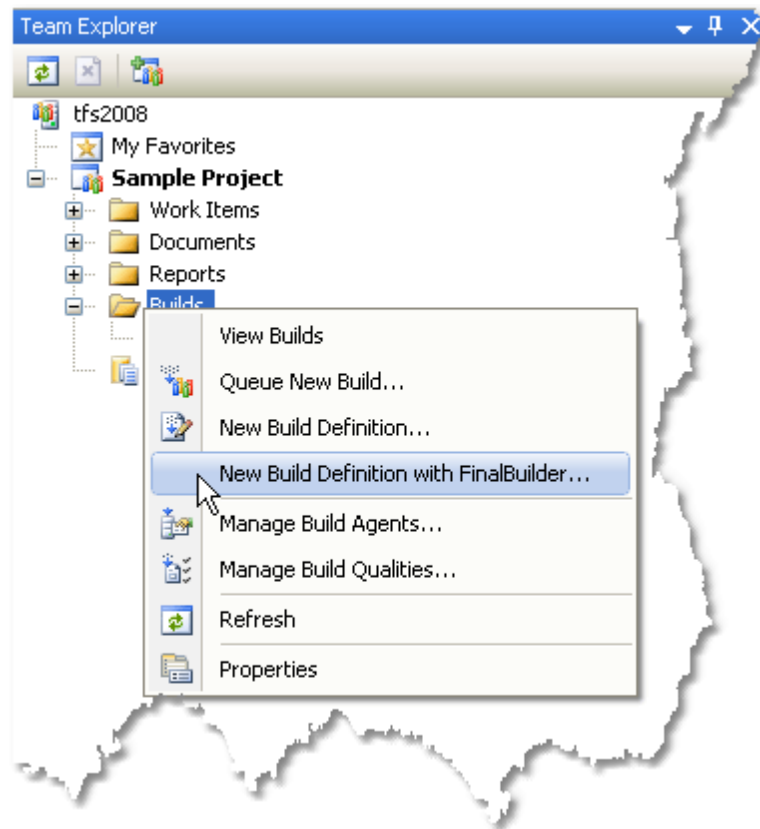 Team Explorer
tfs2008
My Favorites
Sample Project
Work Items
Documents
Reports
Builds
View Builds
Queue New Build...
New Build Definition...
New Build Definition with FinalBuilder...
Manage Build Agents...
Manage Build Qualities...
Refresh
Properties